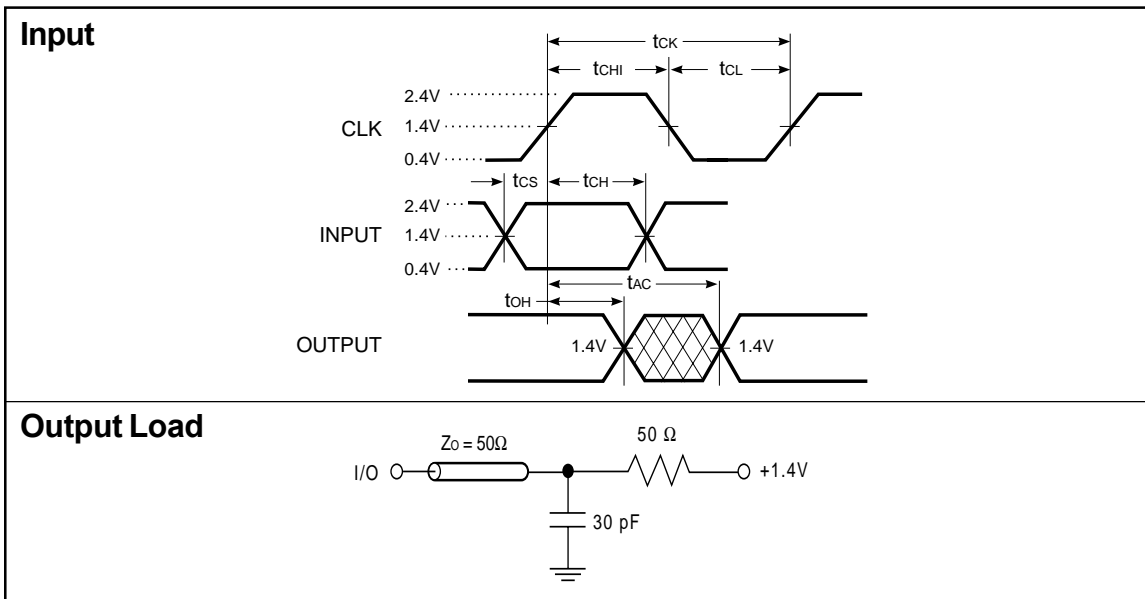 Input
tCK
tCHI tCL
2.4V
CLK 1.4V
0.4V
tCS tCH
2.4V
INPUT 1.4V
0.4V
tAC
tOH
OUTPUT 1.4V 1.4V
Output Load
ZO = 50Ω 50 Ω
I/O +1.4V
30 pF